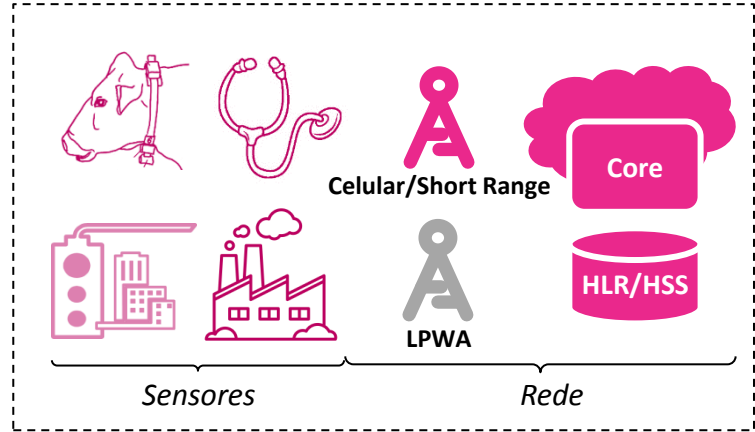 Celular/Short Range
Core
LPWA
HLR/HSS
Sensores
Rede